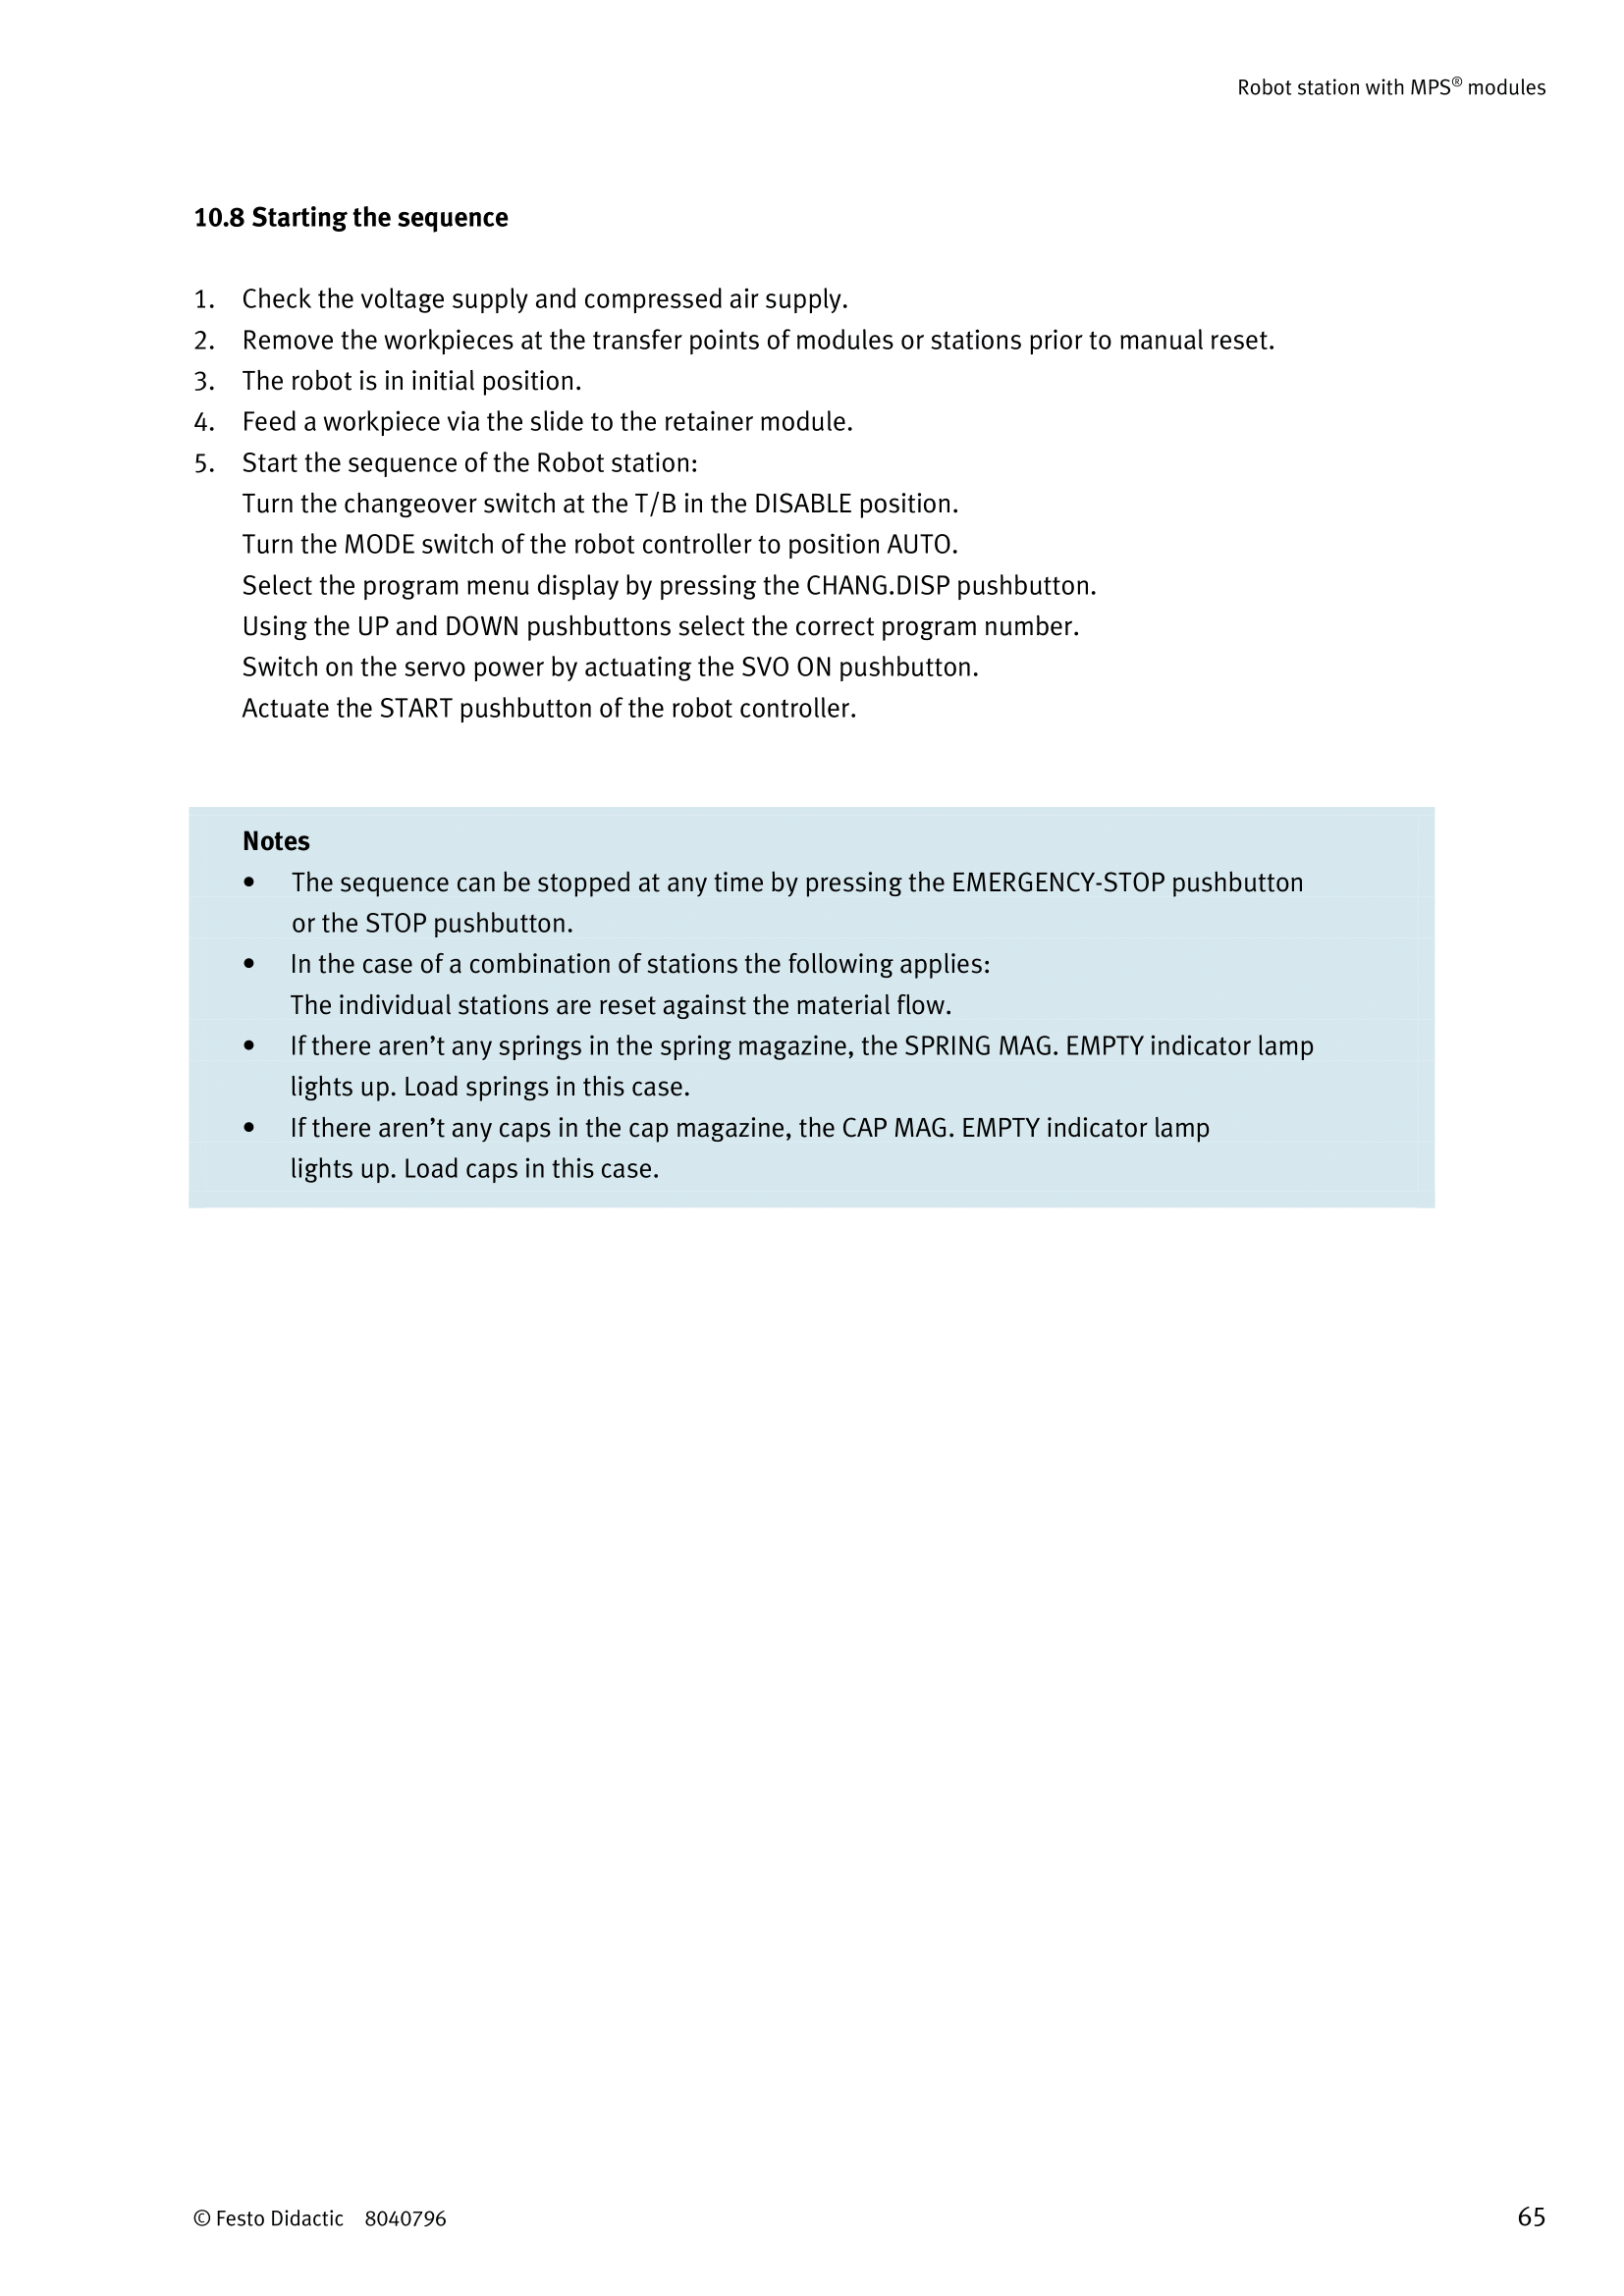 Robot station with MPS® modules
10.8 Starting the sequence
1. Check the voltage supply and compressed air supply.
2. Remove the workpieces at the transfer points of modules or stations prior to manual reset.
3. The robot is in initial position.
4. Feed a workpiece via the slide to the retainer module.
5. Start the sequence of the Robot station:
Turn the changeover switch at the T/B in the DISABLE position.
Turn the MODE switch of the robot controller to position AUTO.
Select the program menu display by pressing the CHANG.DISP pushbutton.
Using the UP and DOWN pushbuttons select the correct program number.
Switch on the servo power by actuating the SVO ON pushbutton.
Actuate the START pushbutton of the robot controller.
Notes
• The sequence can be stopped at any time by pressing the EMERGENCY-STOP pushbutton
or the STOP pushbutton.
• In the case of a combination of stations the following applies:
The individual stations are reset against the material flow.
• If there aren’t any springs in the spring magazine, the SPRING MAG. EMPTY indicator lamp
lights up. Load springs in this case.
• If there aren’t any caps in the cap magazine, the CAP MAG. EMPTY indicator lamp
lights up. Load caps in this case.
© Festo Didactic 8040796
65